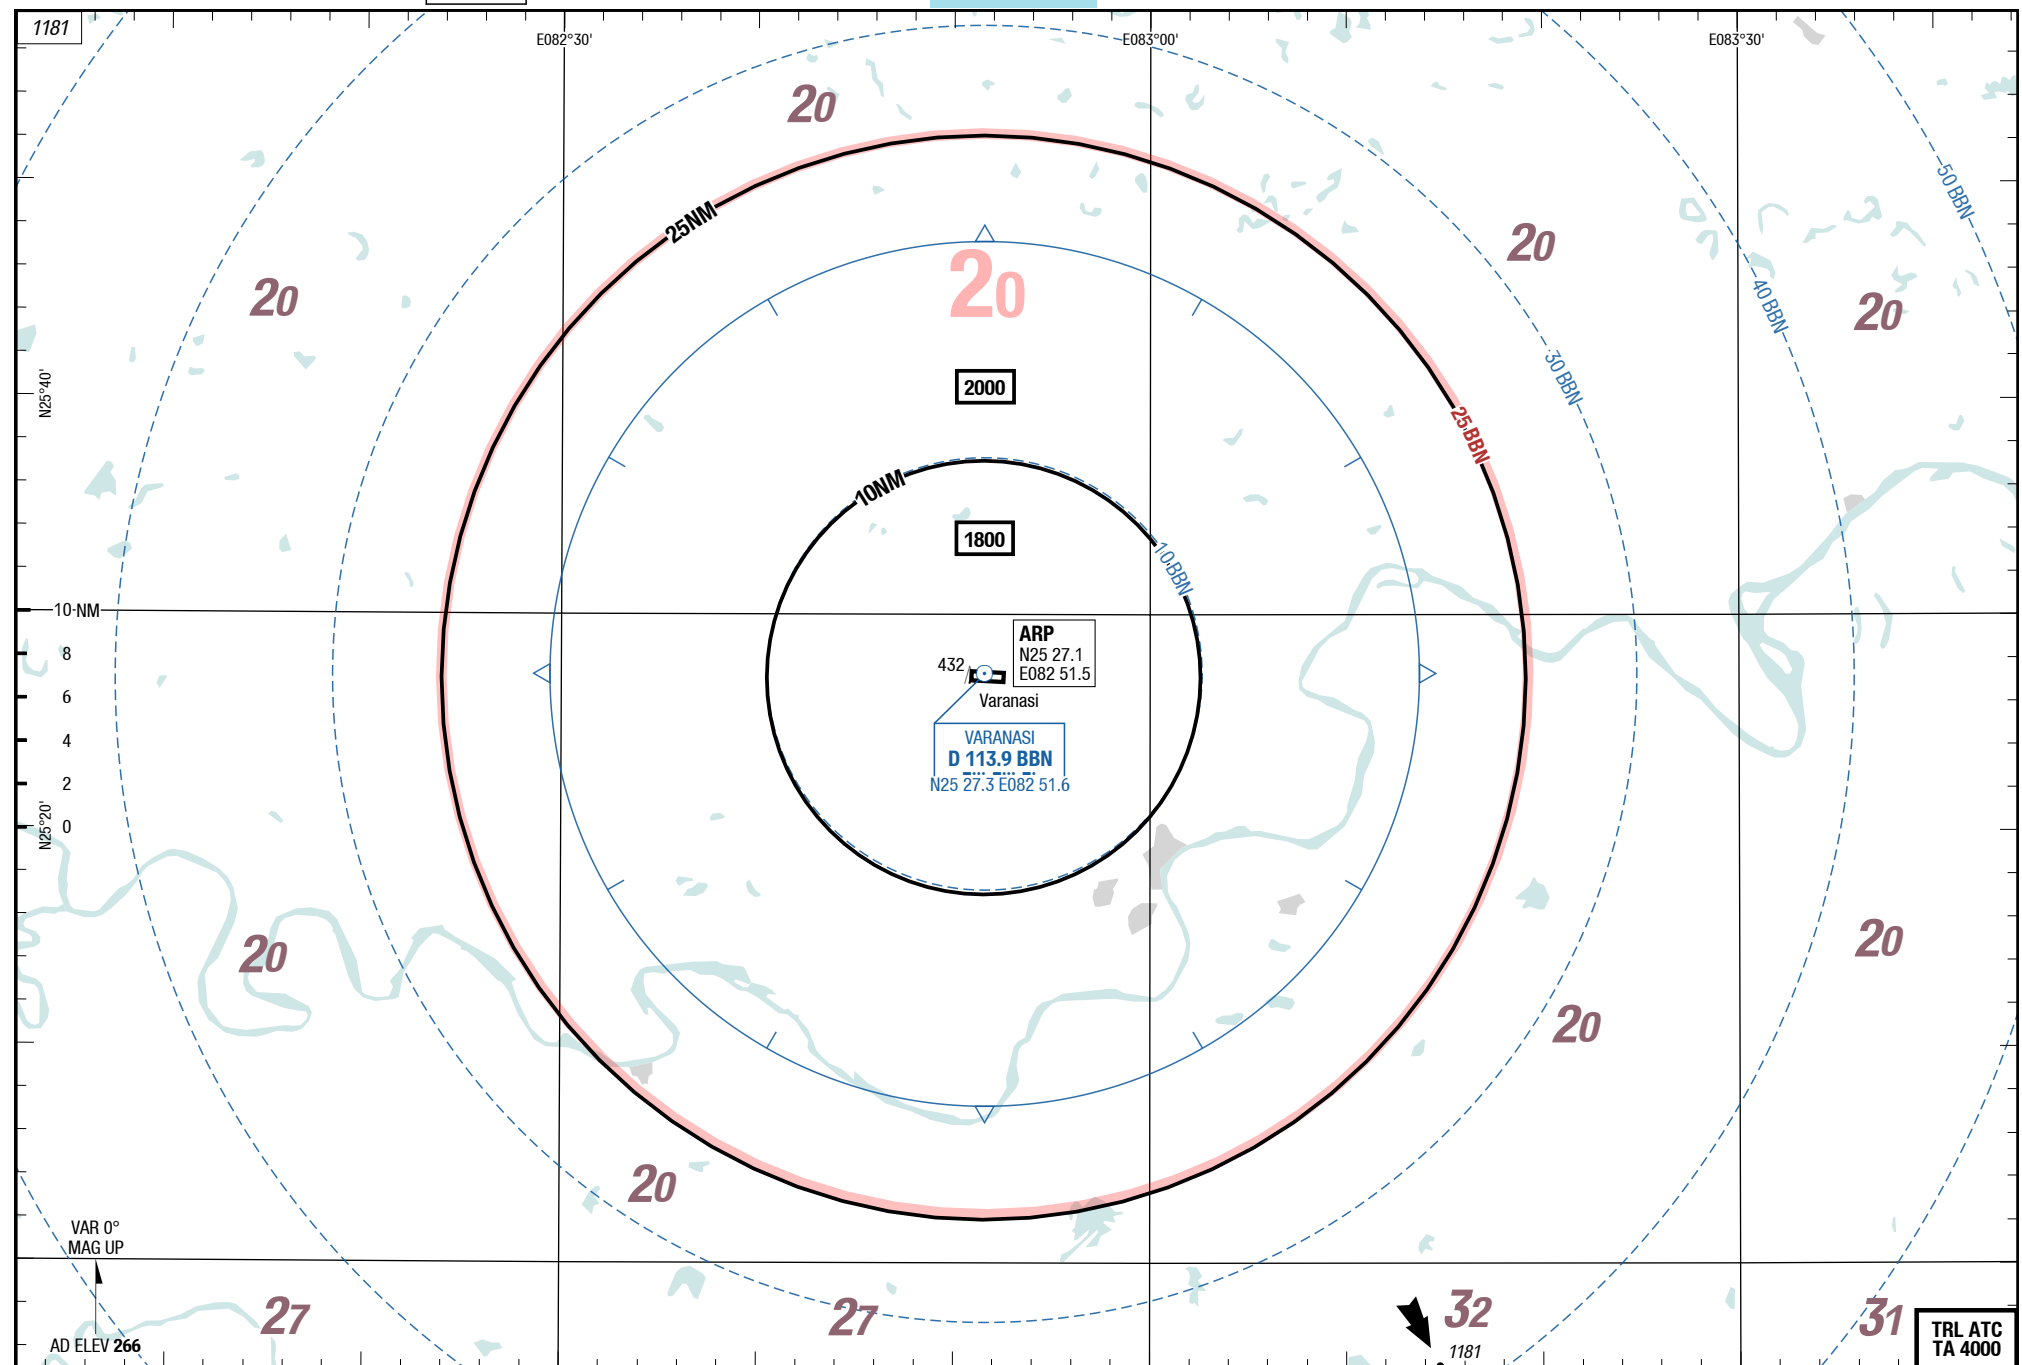 1181
E082°30'
E083°00'
E083°30'
20
50 BBN
25NM
20
20
20
20
40 BBN
30 BBN
N25°40'
2000
25 BBN
10NM
1800
10 BBN
10 NM
8
6
4
2
0
N25°20'
ARP
N25 27.1
E082 51.5
432
Varanasi
VARANASI
D 113.9 BBN
N25 27.3 E082 51.6
20
20
20
20
VAR 0°
MAG UP
27
27
32
31
AD ELEV 266
1181
TRL ATC
TA 4000